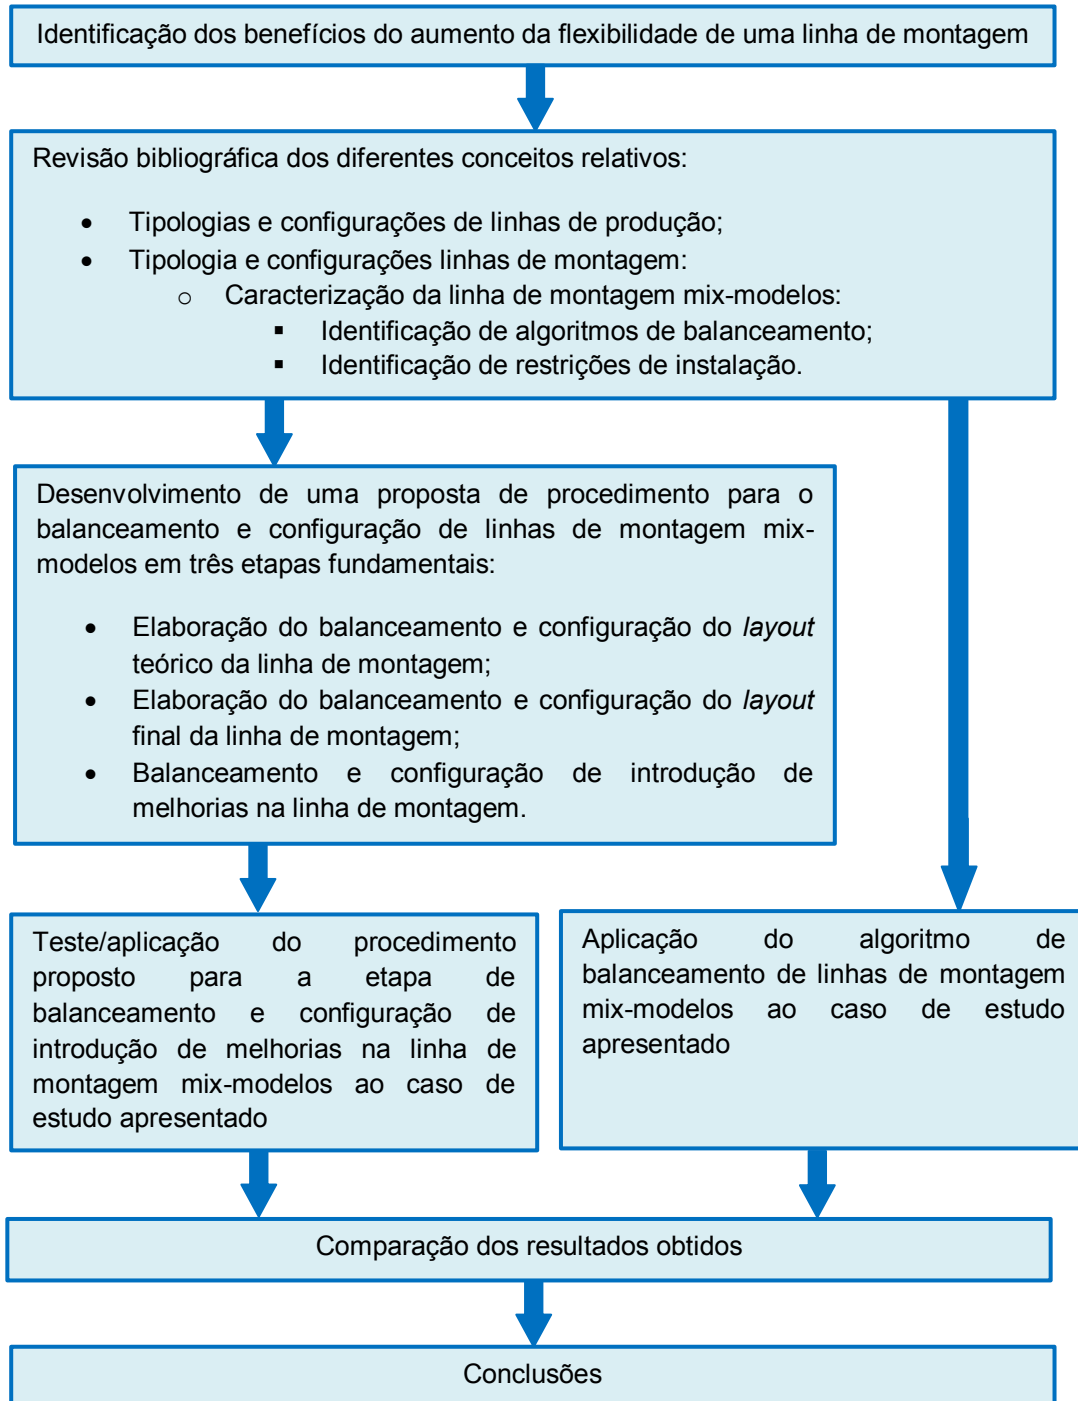 Identificação dos benefícios do aumento da flexibilidade de uma linha de montagem
Revisão bibliográfica dos diferentes conceitos relativos:
• Tipologias e configurações de linhas de produção;
• Tipologia e configurações linhas de montagem:
o Caracterização da linha de montagem mix-modelos:
▪ Identificação de algoritmos de balanceamento;
▪ Identificação de restrições de instalação.
Desenvolvimento de uma proposta de procedimento para o
balanceamento e configuração de linhas de montagem mix-
modelos em três etapas fundamentais:
• Elaboração do balanceamento e configuração do layout
teórico da linha de montagem;
• Elaboração do balanceamento e configuração do layout
final da linha de montagem;
• Balanceamento e configuração de introdução de
melhorias na linha de montagem.
Teste/aplicação do procedimento
proposto para a etapa de
balanceamento e configuração de
introdução de melhorias na linha de
montagem mix-modelos ao caso de
estudo apresentado
Aplicação do algoritmo de
balanceamento de linhas de montagem
mix-modelos ao caso de estudo
apresentado
Comparação dos resultados obtidos
Conclusões